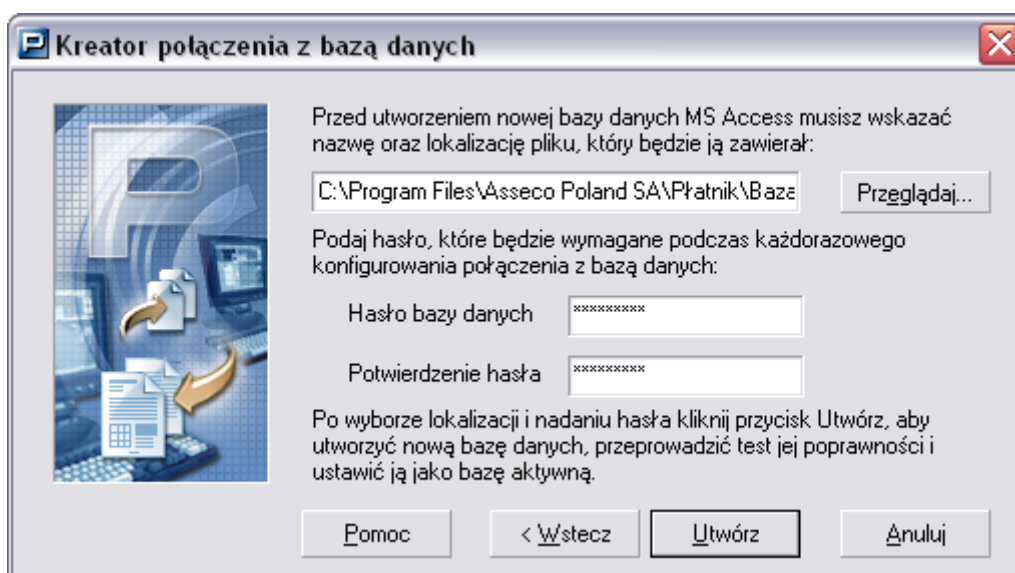 Kreator połączenia z bazą danych
Przed utworzeniem nowej bazy danych MS Access musisz wskazać
nazwę oraz lokalizację pliku, który będzie ją zawierał:
C:\Program Files\Asseco Poland SA\Płatnik\Baza
Przeglądaj...
Podaj hasło, które będzie wymagane podczas każdorazowego
konfigurowania połączenia z bazą danych:
Hasło bazy danych
*********
Potwierdzenie hasła
*********
Po wyborze lokalizacji i nadaniu hasła kliknij przycisk Utwórz, aby
utworzyć nową bazę danych, przeprowadzić test jej poprawności i
ustawić ją jako bazę aktywną.
Pomoc
< Wstecz
Utwórz
Anuluj